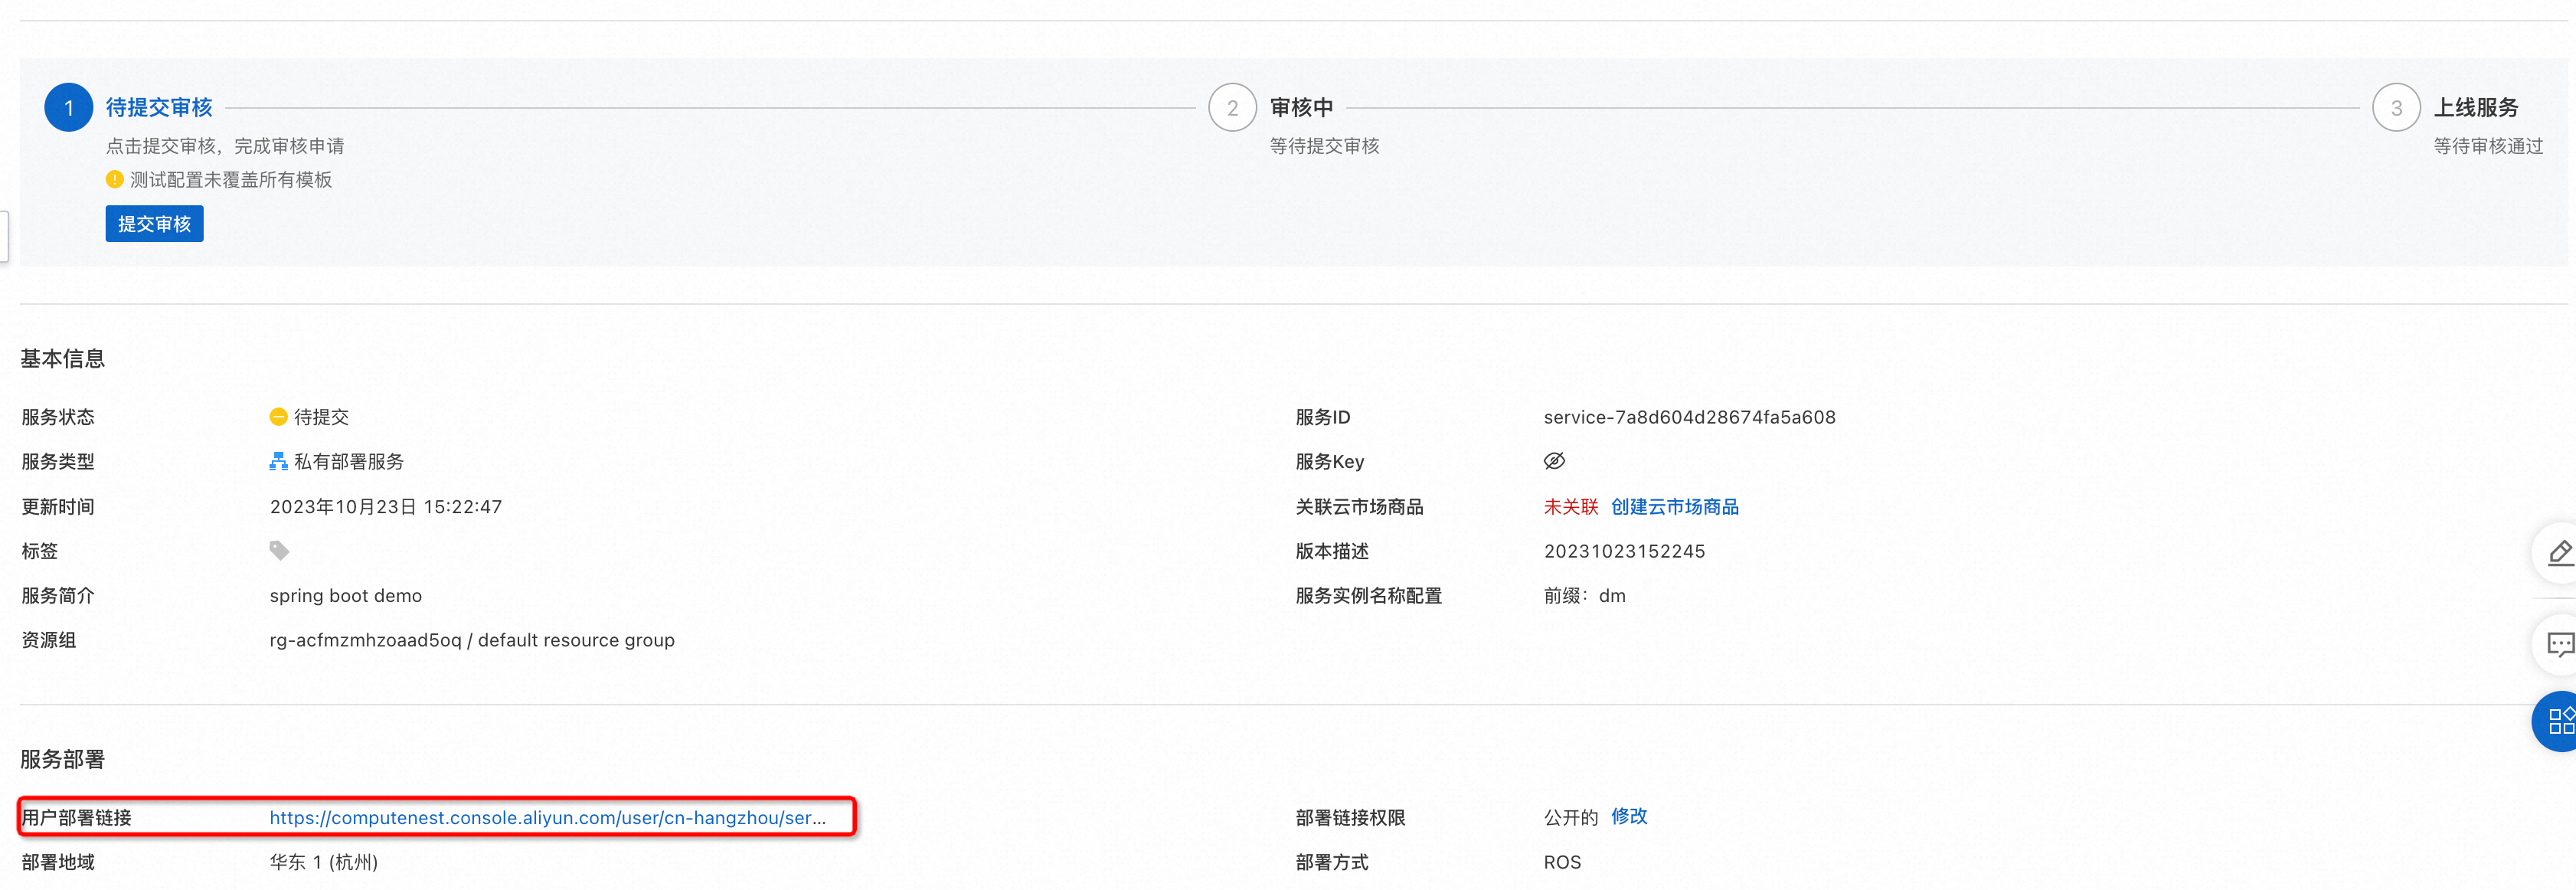 1 待提交审核
点击提交审核，完成审核申请
测试配置未覆盖所有模板
提交审核
2 审核中
等待提交审核
3 上线服务
等待审核通过
基本信息
服务状态 待提交
服务ID service-7a8d604d28674fa5a608
服务类型 私有部署服务
服务Key
更新时间 2023年10月23日 15:22:47
关联云市场商品 未关联 创建云市场商品
标签
版本描述 20231023152245
服务简介 spring boot demo
服务实例名称配置 前缀：dm
资源组 rg-acfmzmhzoaad5oq / default resource group
服务部署
用户部署链接 https://computenest.console.aliyun.com/user/cn-hangzhou/ser...
部署链接权限 公开的 修改
部署地域 华东 1 (杭州)
部署方式 ROS